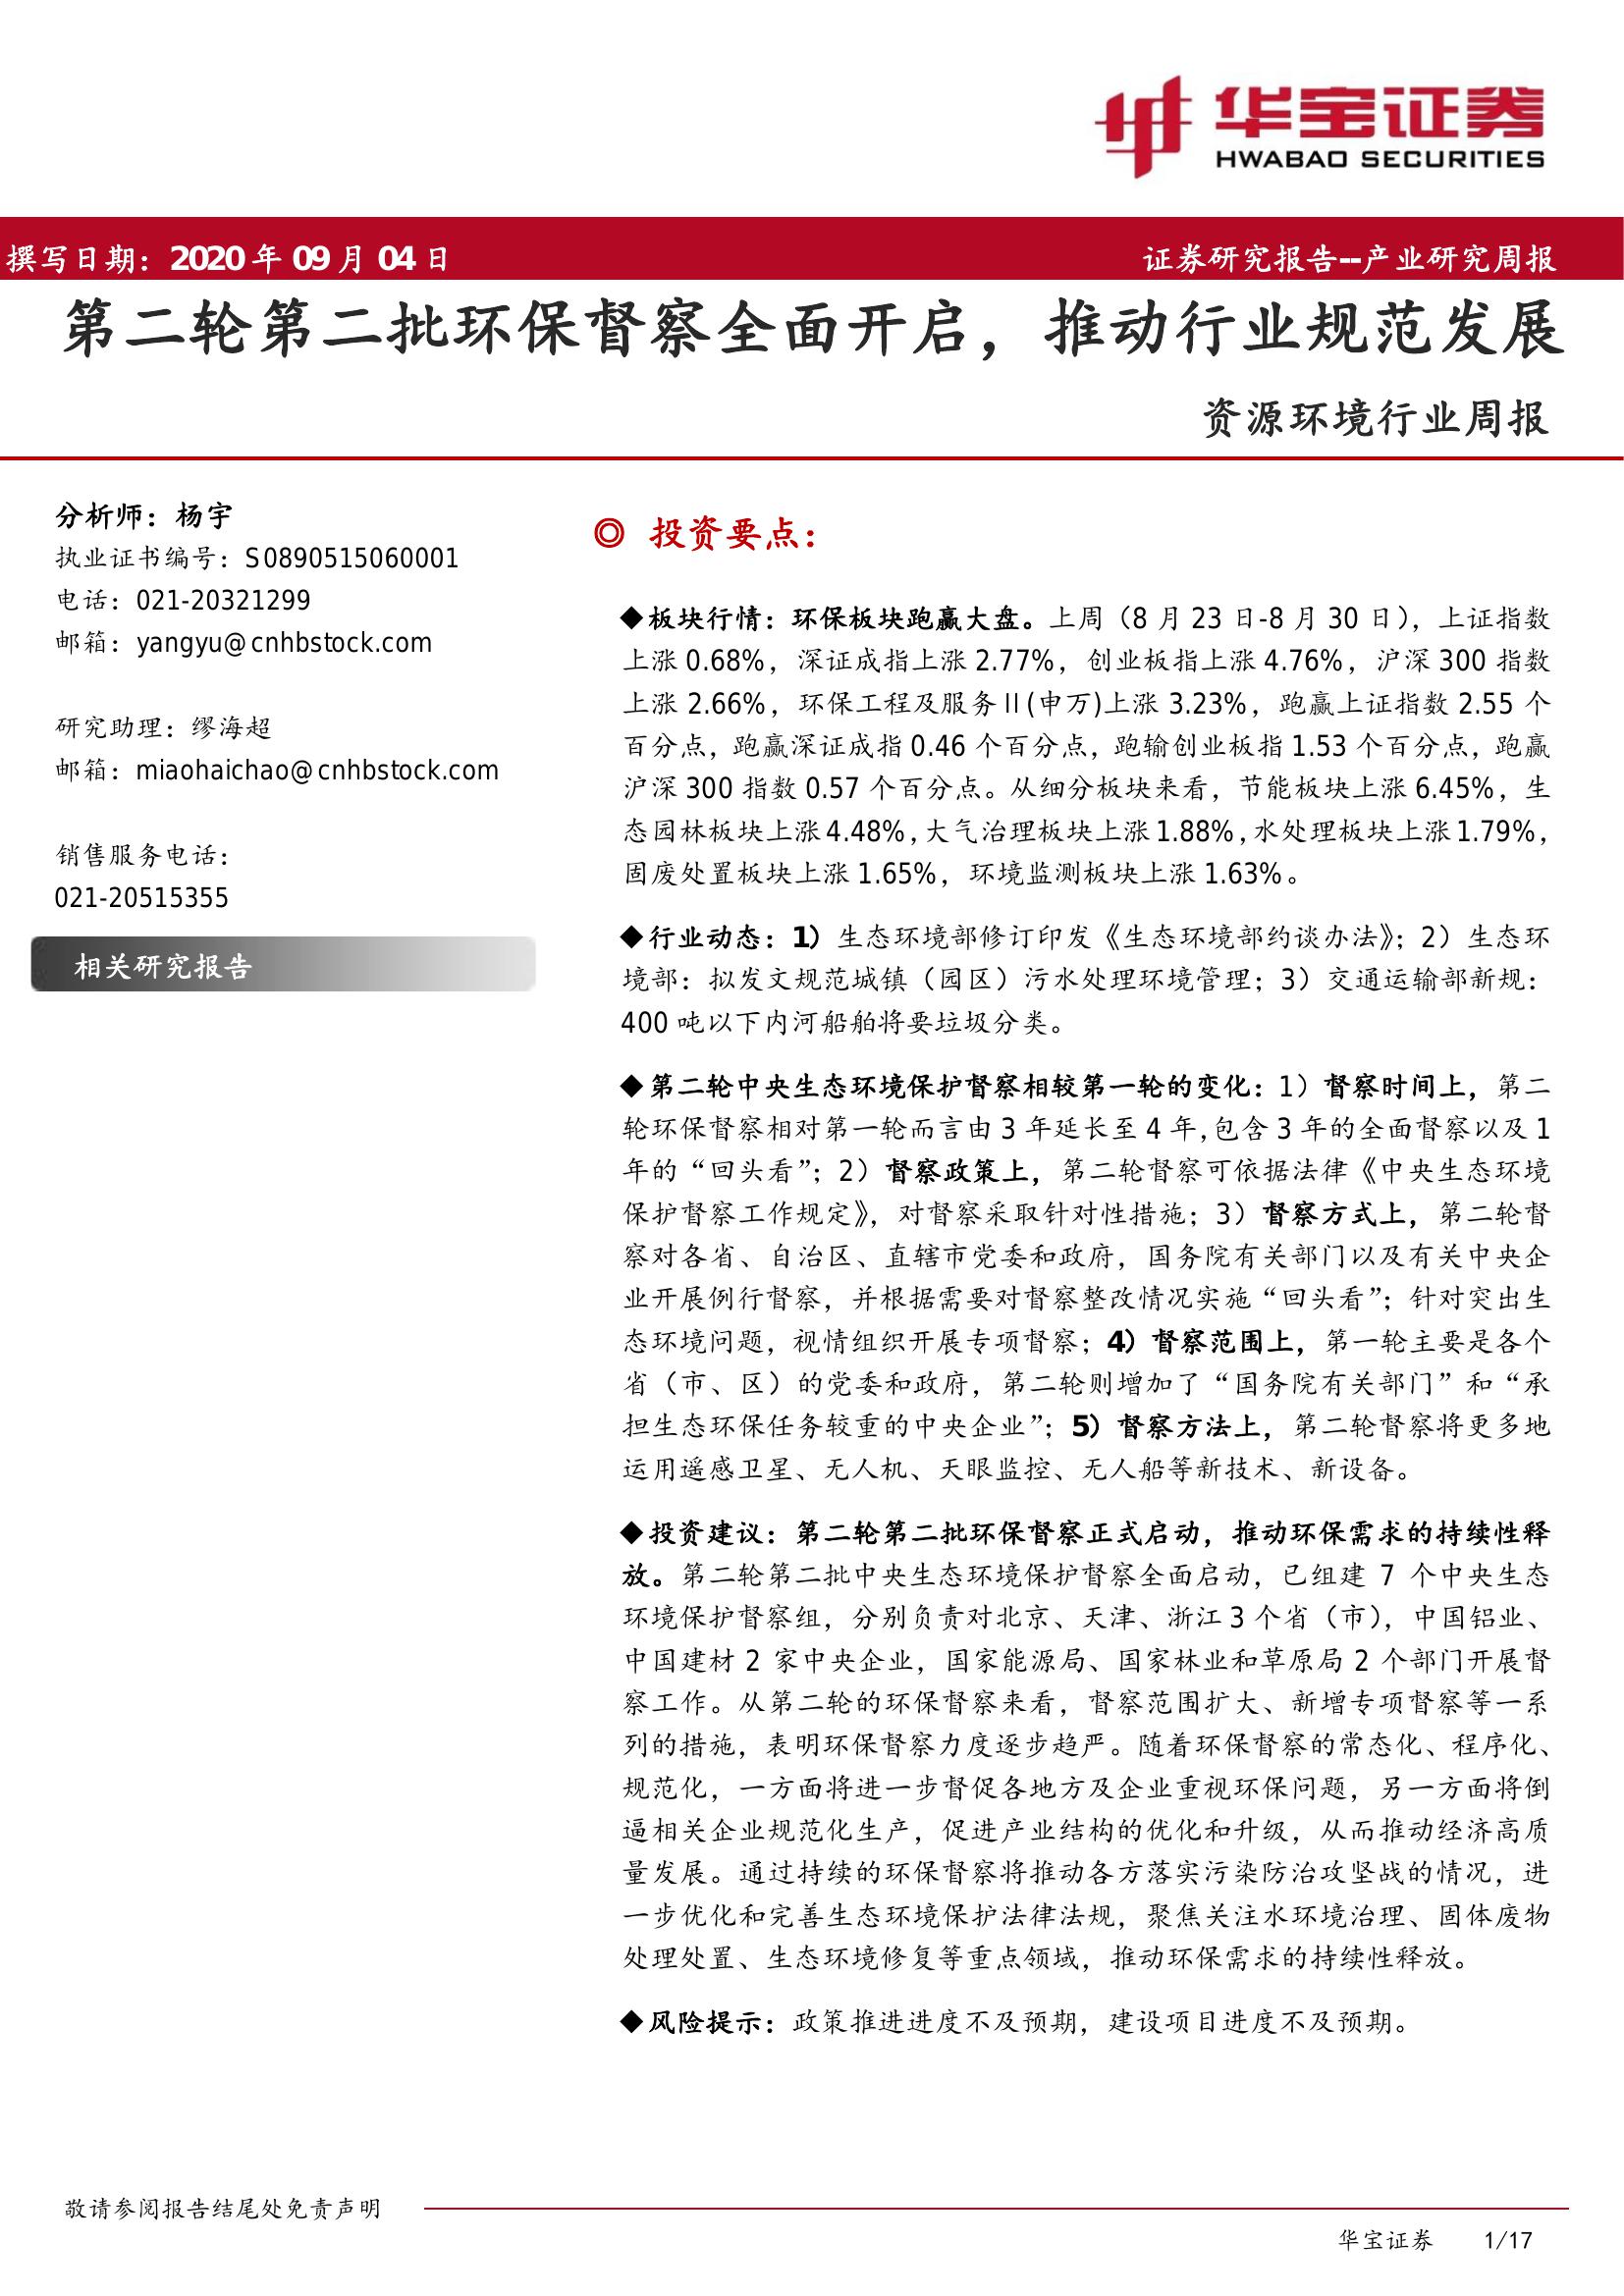 华宝证券
HWABAO SECURITIES
撰写日期：2020 年 09 月 04 日
证券研究报告--产业研究周报
第二轮第二批环保督察全面开启，推动行业规范发展
资源环境行业周报
分析师：杨宇
执业证书编号：S0890515060001
电话：021-20321299
邮箱：yangyu@cnhbstock.com
研究助理：缪海超
邮箱：miaohaichao@cnhbstock.com
销售服务电话：
021-20515355
相关研究报告
◎ 投资要点：
◆板块行情：环保板块跑赢大盘。上周（8 月 23 日-8 月 30 日），上证指数
上涨 0.68%，深证成指上涨 2.77%，创业板指上涨 4.76%，沪深 300 指数
上涨 2.66%，环保工程及服务Ⅱ(申万)上涨 3.23%，跑赢上证指数 2.55 个
百分点，跑赢深证成指 0.46 个百分点，跑输创业板指 1.53 个百分点，跑赢
沪深 300 指数 0.57 个百分点。从细分板块来看，节能板块上涨 6.45%，生
态园林板块上涨 4.48%，大气治理板块上涨 1.88%，水处理板块上涨 1.79%，
固废处置板块上涨 1.65%，环境监测板块上涨 1.63%。
◆行业动态：1）生态环境部修订印发《生态环境部约谈办法》；2）生态环
境部：拟发文规范城镇（园区）污水处理环境管理；3）交通运输部新规：
400 吨以下内河船舶将要垃圾分类。
◆第二轮中央生态环境保护督察相较第一轮的变化：1）督察时间上，第二
轮环保督察相对第一轮而言由 3 年延长至 4 年,包含 3 年的全面督察以及 1
年的“回头看”；2）督察政策上，第二轮督察可依据法律《中央生态环境
保护督察工作规定》，对督察采取针对性措施；3）督察方式上，第二轮督
察对各省、自治区、直辖市党委和政府，国务院有关部门以及有关中央企
业开展例行督察，并根据需要对督察整改情况实施“回头看”；针对突出生
态环境问题，视情组织开展专项督察；4）督察范围上，第一轮主要是各个
省（市、区）的党委和政府，第二轮则增加了“国务院有关部门”和“承
担生态环保任务较重的中央企业”；5）督察方法上，第二轮督察将更多地
运用遥感卫星、无人机、天眼监控、无人船等新技术、新设备。
◆投资建议：第二轮第二批环保督察正式启动，推动环保需求的持续性释
放。第二轮第二批中央生态环境保护督察全面启动，已组建 7 个中央生态
环境保护督察组，分别负责对北京、天津、浙江 3 个省（市），中国铝业、
中国建材 2 家中央企业，国家能源局、国家林业和草原局 2 个部门开展督
察工作。从第二轮的环保督察来看，督察范围扩大、新增专项督察等一系
列的措施，表明环保督察力度逐步趋严。随着环保督察的常态化、程序化、
规范化，一方面将进一步督促各地方及企业重视环保问题，另一方面将倒
逼相关企业规范化生产，促进产业结构的优化和升级，从而推动经济高质
量发展。通过持续的环保督察将推动各方落实污染防治攻坚战的情况，进
一步优化和完善生态环境保护法律法规，聚焦关注水环境治理、固体废物
处理处置、生态环境修复等重点领域，推动环保需求的持续性释放。
◆风险提示：政策推进进度不及预期，建设项目进度不及预期。
敬请参阅报告结尾处免责声明
华宝证券 1/17